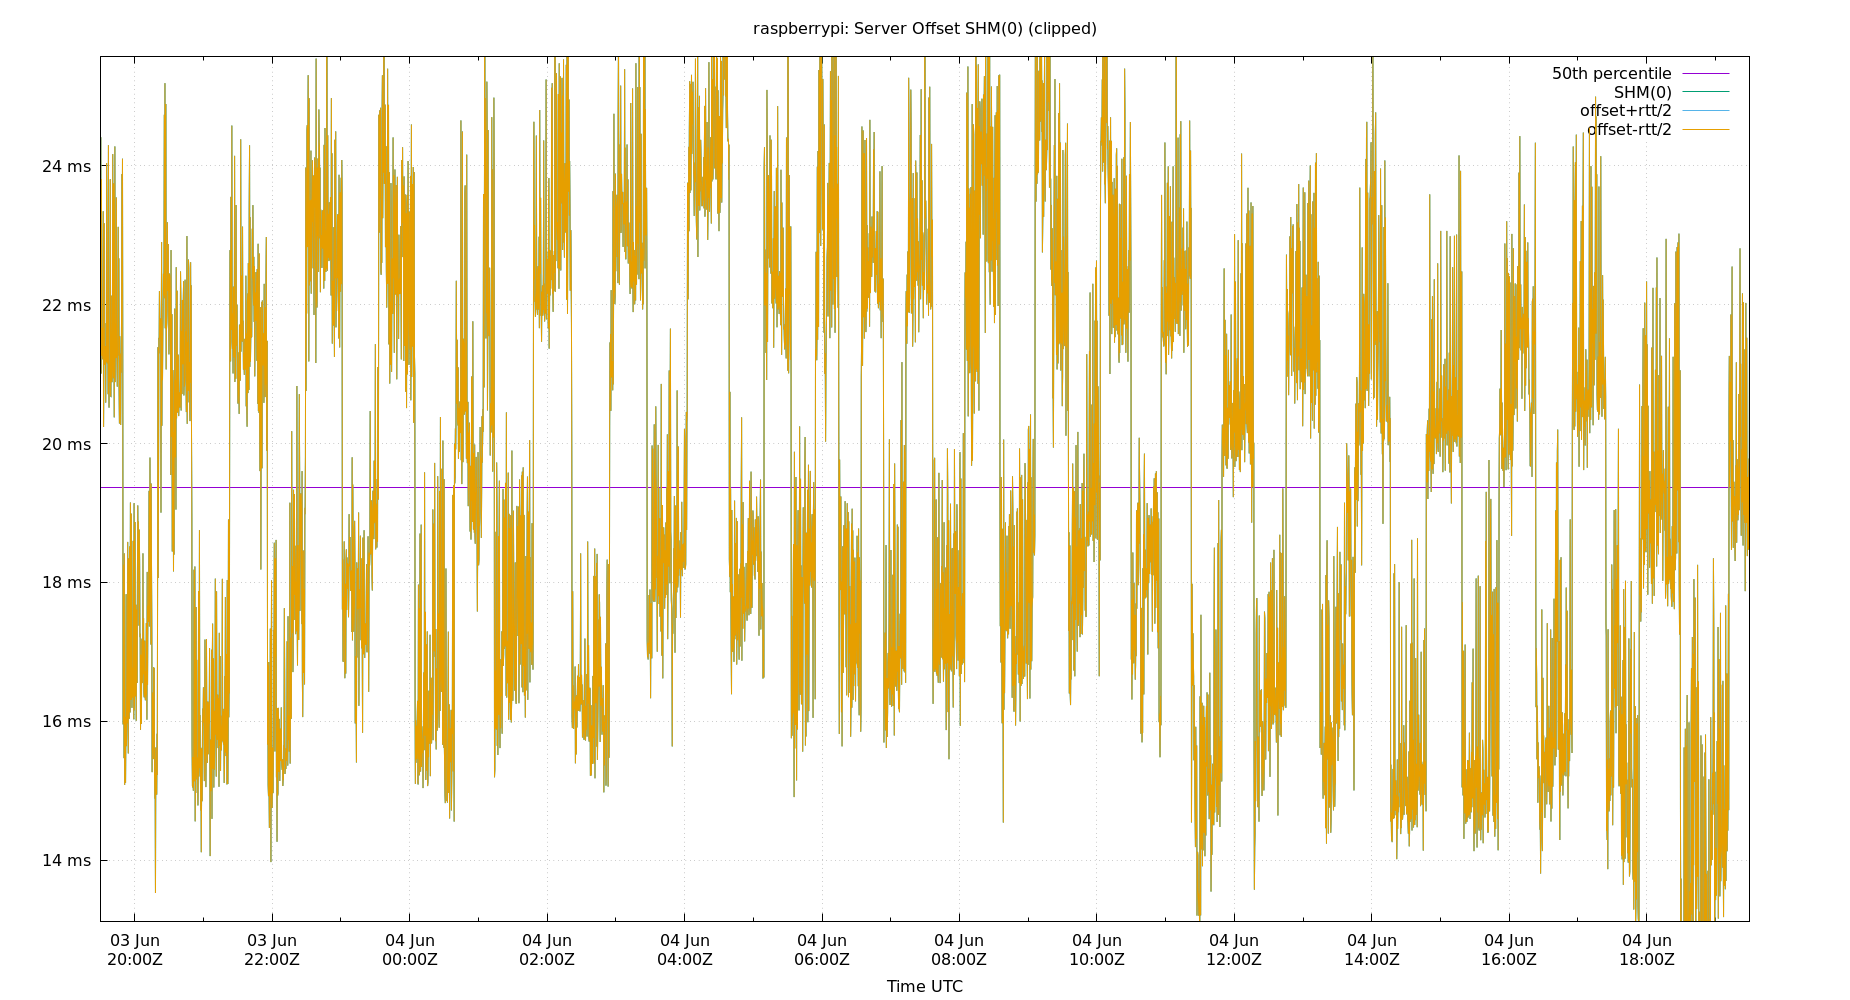 raspberrypi: Server Offset SHM(0) (clipped)
50th percentile
SHM(0)
offset+rtt/2
offset-rtt/2
24 ms
22 ms
20 ms
18 ms
16 ms
14 ms
03 Jun 03 Jun 04 Jun 04 Jun 04 Jun 04 Jun 04 Jun 04 Jun 04 Jun 04 Jun 04 Jun 04 Jun
20:00Z 22:00Z 00:00Z 02:00Z 04:00Z 06:00Z 08:00Z 10:00Z 12:00Z 14:00Z 16:00Z 18:00Z
Time UTC